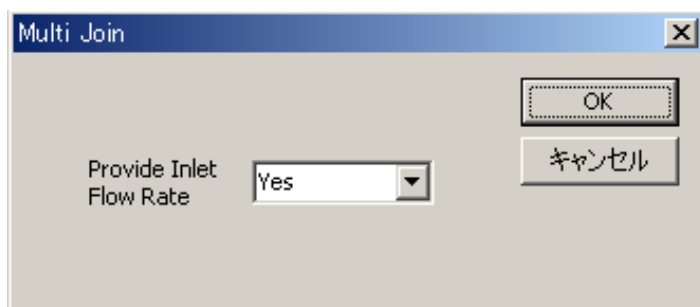 Multi Join
OK
キャンセル
Provide Inlet
Flow Rate
Yes